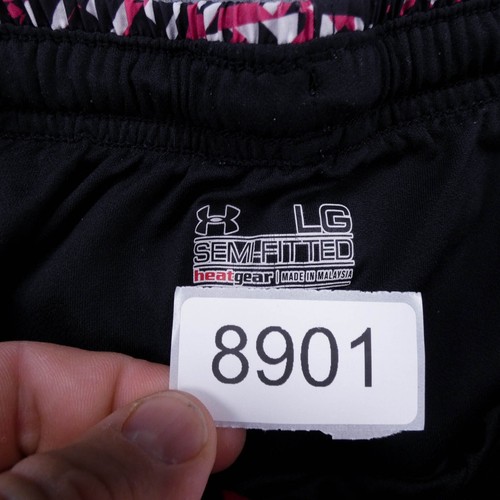 LG
SEMI-FITTED
heatgear | MADE IN MALAYSIA
8901